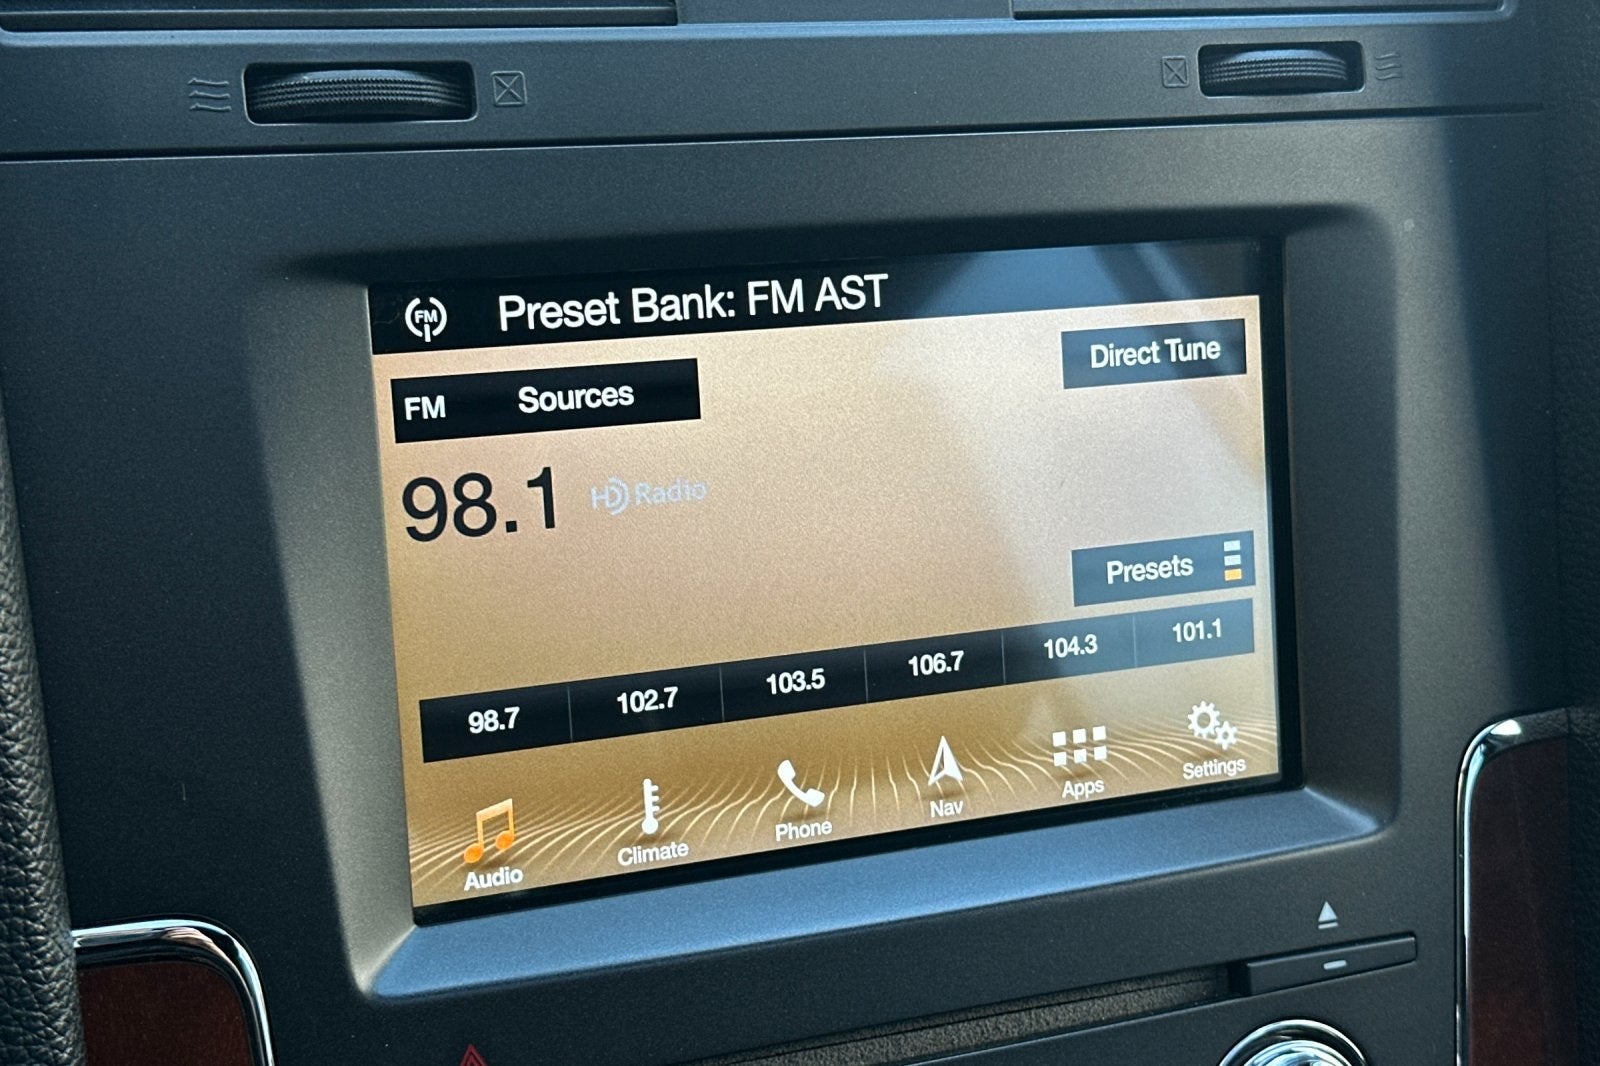 FM
Preset Bank: FM AST
FM Sources
Direct Tune
98.1 HD Radio
Presets
98.7 102.7 103.5 106.7 104.3 101.1
Audio Climate Phone Nav Apps Settings